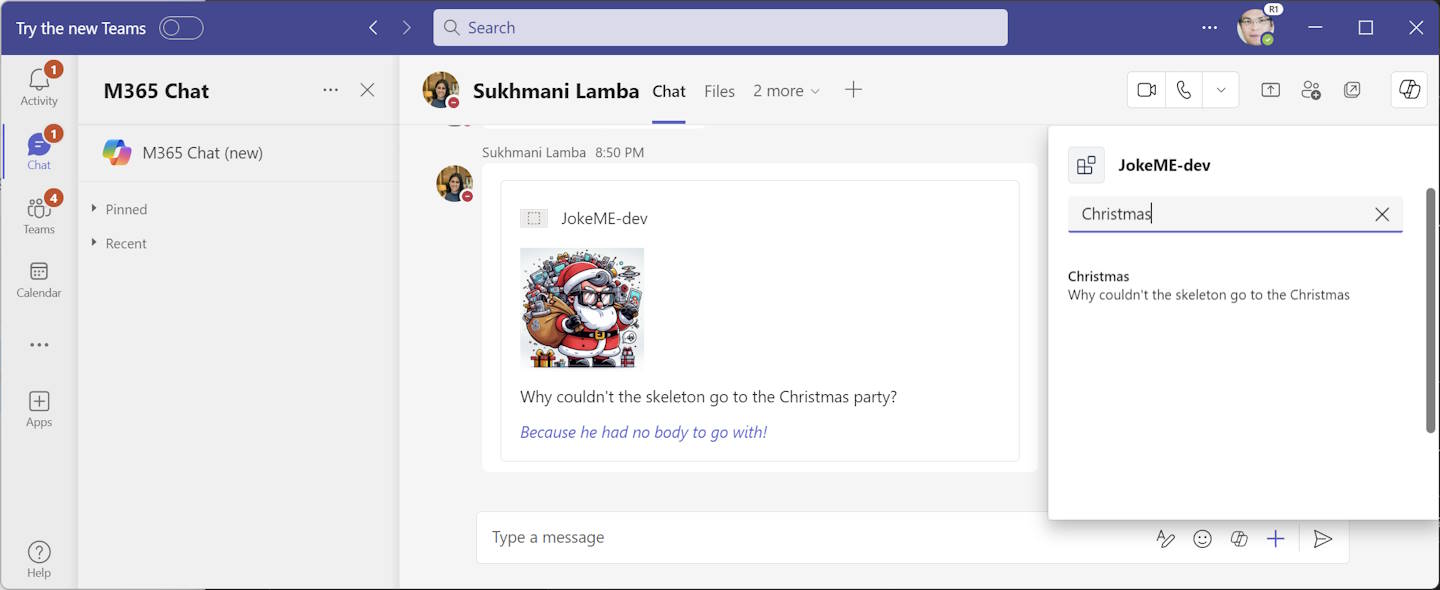 Try the new Teams
Search
R1
1
Activity
1
Chat
4
Teams
Calendar
Apps
Help
M365 Chat
M365 Chat (new)
Pinned
Recent
Sukhmani Lamba Chat Files 2 more
Sukhmani Lamba 8:50 PM
JokeME-dev
Why couldn't the skeleton go to the Christmas party?
Because he had no body to go with!
Type a message
JokeME-dev
Christmas
Christmas
Why couldn't the skeleton go to the Christmas